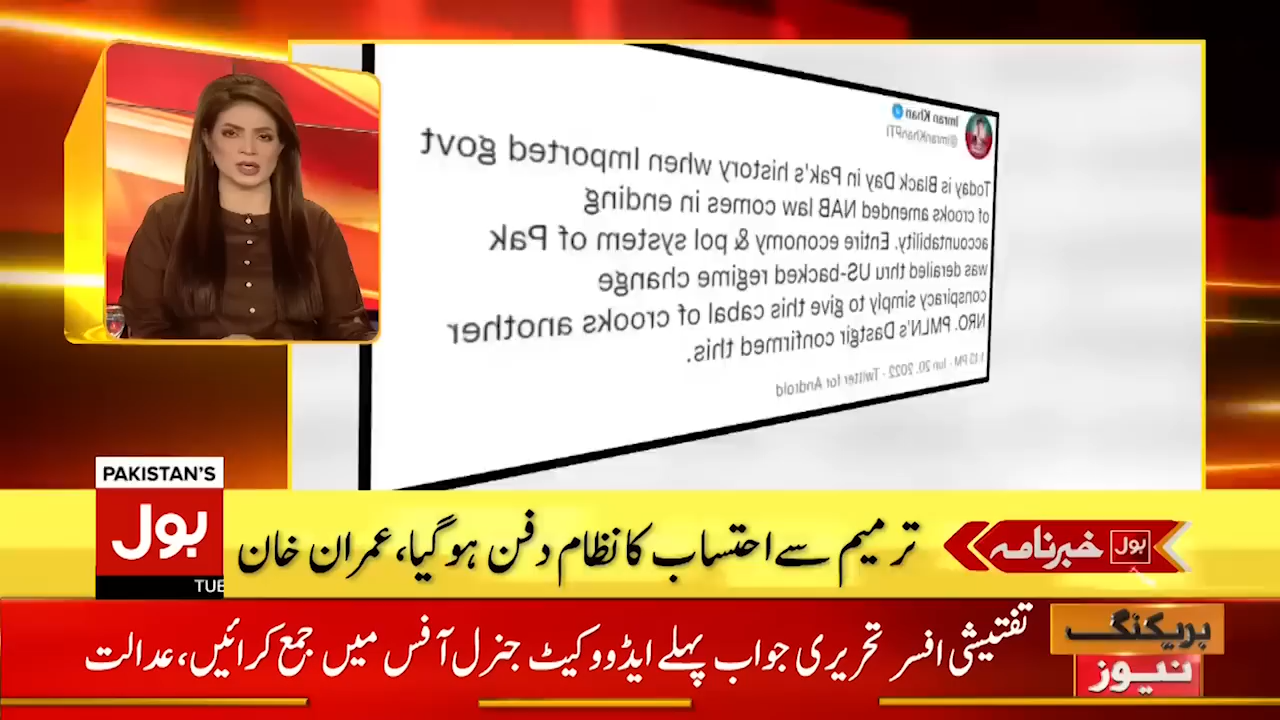 Imran Khan
@ImranKhanPTI
Today is Black Day in Pak's history when Imported govt
of crooks amended NAB law comes in ending
accountability. Entire economy & pol system of Pak
was derailed thru US-backed regime change
conspiracy simply to give this cabal of crooks another
NRO. PMLN's Dastgir confirmed this.
PM · Jun 20, 2022 · Twitter for Android
PAKISTAN'S
بول
TUE
بول خبرنامہ
ترمیم سے احتساب کا نظام دفن ہوگیا، عمران خان
بریکنگ
نیوز
تفتیشی افسر تحریری جواب پہلے ایڈووکیٹ جنرل آفس میں جمع کرائیں، عدالت